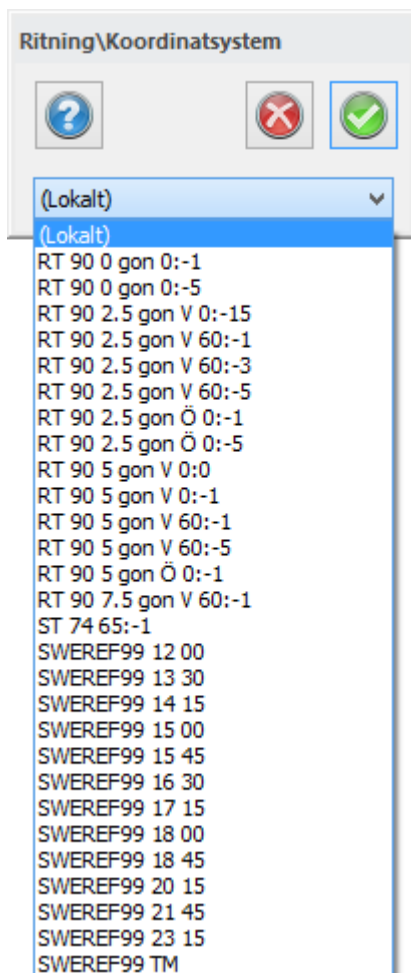 Ritning\Koordinatsystem
(Lokalt)
(Lokalt)
RT 90 0 gon 0:-1
RT 90 0 gon 0:-5
RT 90 2.5 gon V 0:-15
RT 90 2.5 gon V 60:-1
RT 90 2.5 gon V 60:-3
RT 90 2.5 gon V 60:-5
RT 90 2.5 gon Ö 0:-1
RT 90 2.5 gon Ö 0:-5
RT 90 5 gon V 0:0
RT 90 5 gon V 0:-1
RT 90 5 gon V 60:-1
RT 90 5 gon V 60:-5
RT 90 5 gon Ö 0:-1
RT 90 7.5 gon V 60:-1
ST 74 65:-1
SWEREF99 12 00
SWEREF99 13 30
SWEREF99 14 15
SWEREF99 15 00
SWEREF99 15 45
SWEREF99 16 30
SWEREF99 17 15
SWEREF99 18 00
SWEREF99 18 45
SWEREF99 20 15
SWEREF99 21 45
SWEREF99 23 15
SWEREF99 TM